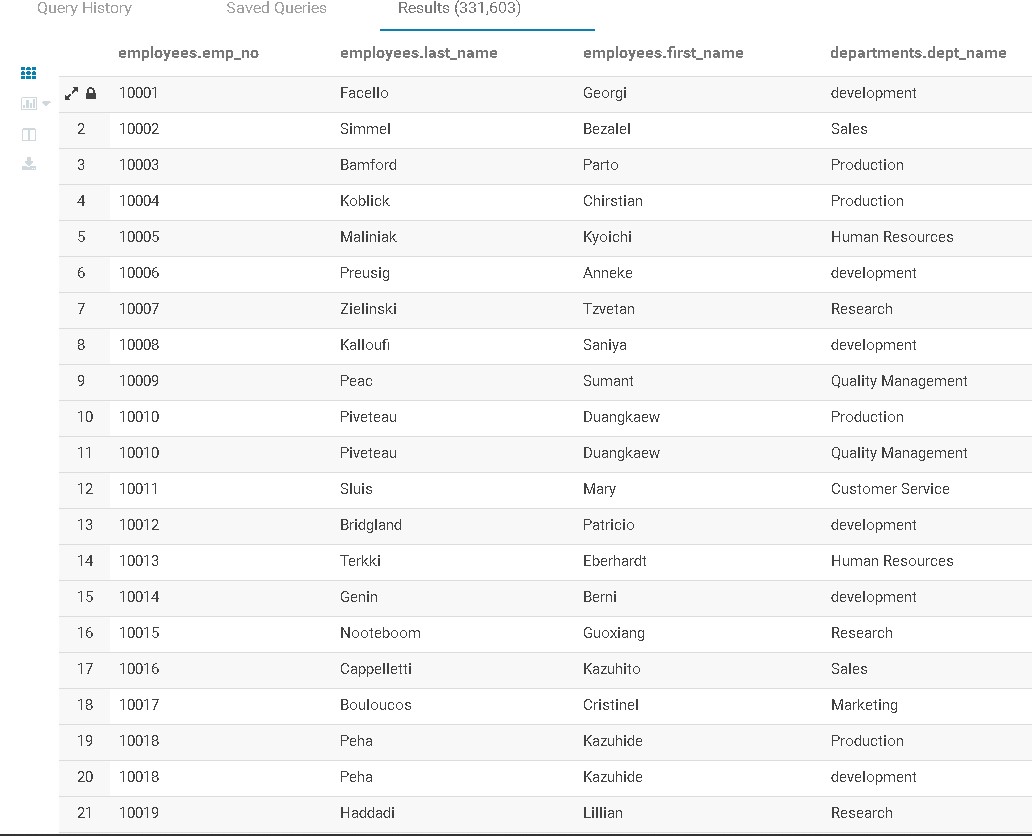 Query History Saved Queries Results (331,603)
employees.emp_no employees.last_name employees.first_name departments.dept_name
10001 Facello Georgi development
2 10002 Simmel Bezalel Sales
3 10003 Bamford Parto Production
4 10004 Koblick Chirstian Production
5 10005 Maliniak Kyoichi Human Resources
6 10006 Preusig Anneke development
7 10007 Zielinski Tzvetan Research
8 10008 Kalloufi Saniya development
9 10009 Peac Sumant Quality Management
10 10010 Piveteau Duangkaew Production
11 10010 Piveteau Duangkaew Quality Management
12 10011 Sluis Mary Customer Service
13 10012 Bridgland Patricio development
14 10013 Terkki Eberhardt Human Resources
15 10014 Genin Berni development
16 10015 Nooteboom Guoxiang Research
17 10016 Cappelletti Kazuhito Sales
18 10017 Bouloucos Cristinel Marketing
19 10018 Peha Kazuhide Production
20 10018 Peha Kazuhide development
21 10019 Haddadi Lillian Research